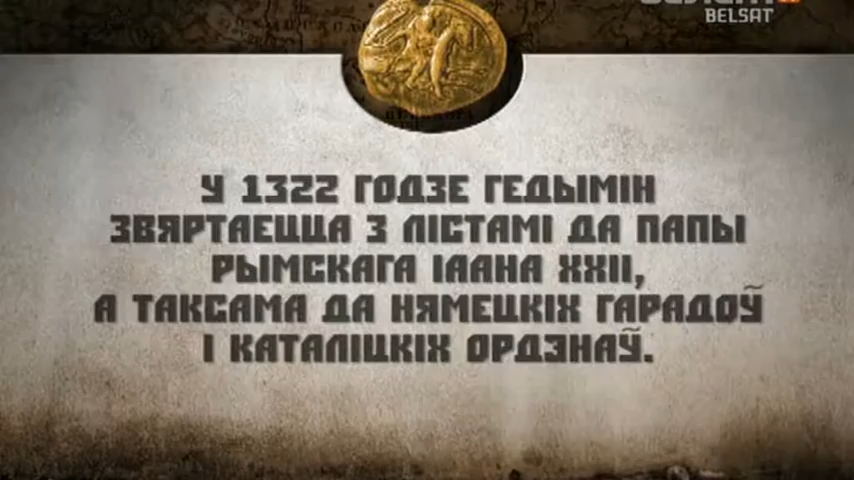 BELSAT
У 1322 ГОДЗЕ ГЕДЫМІН
ЗВЯРТАЕЦЦА З ЛІСТАМІ ДА ПАПЫ
РЫМСКАГА ІААНА XXII,
А ТАКСАМА ДА НЯМЕЦКІХ ГАРАДОЎ
І КАТАЛІЦКІХ ОРДЭНАЎ.